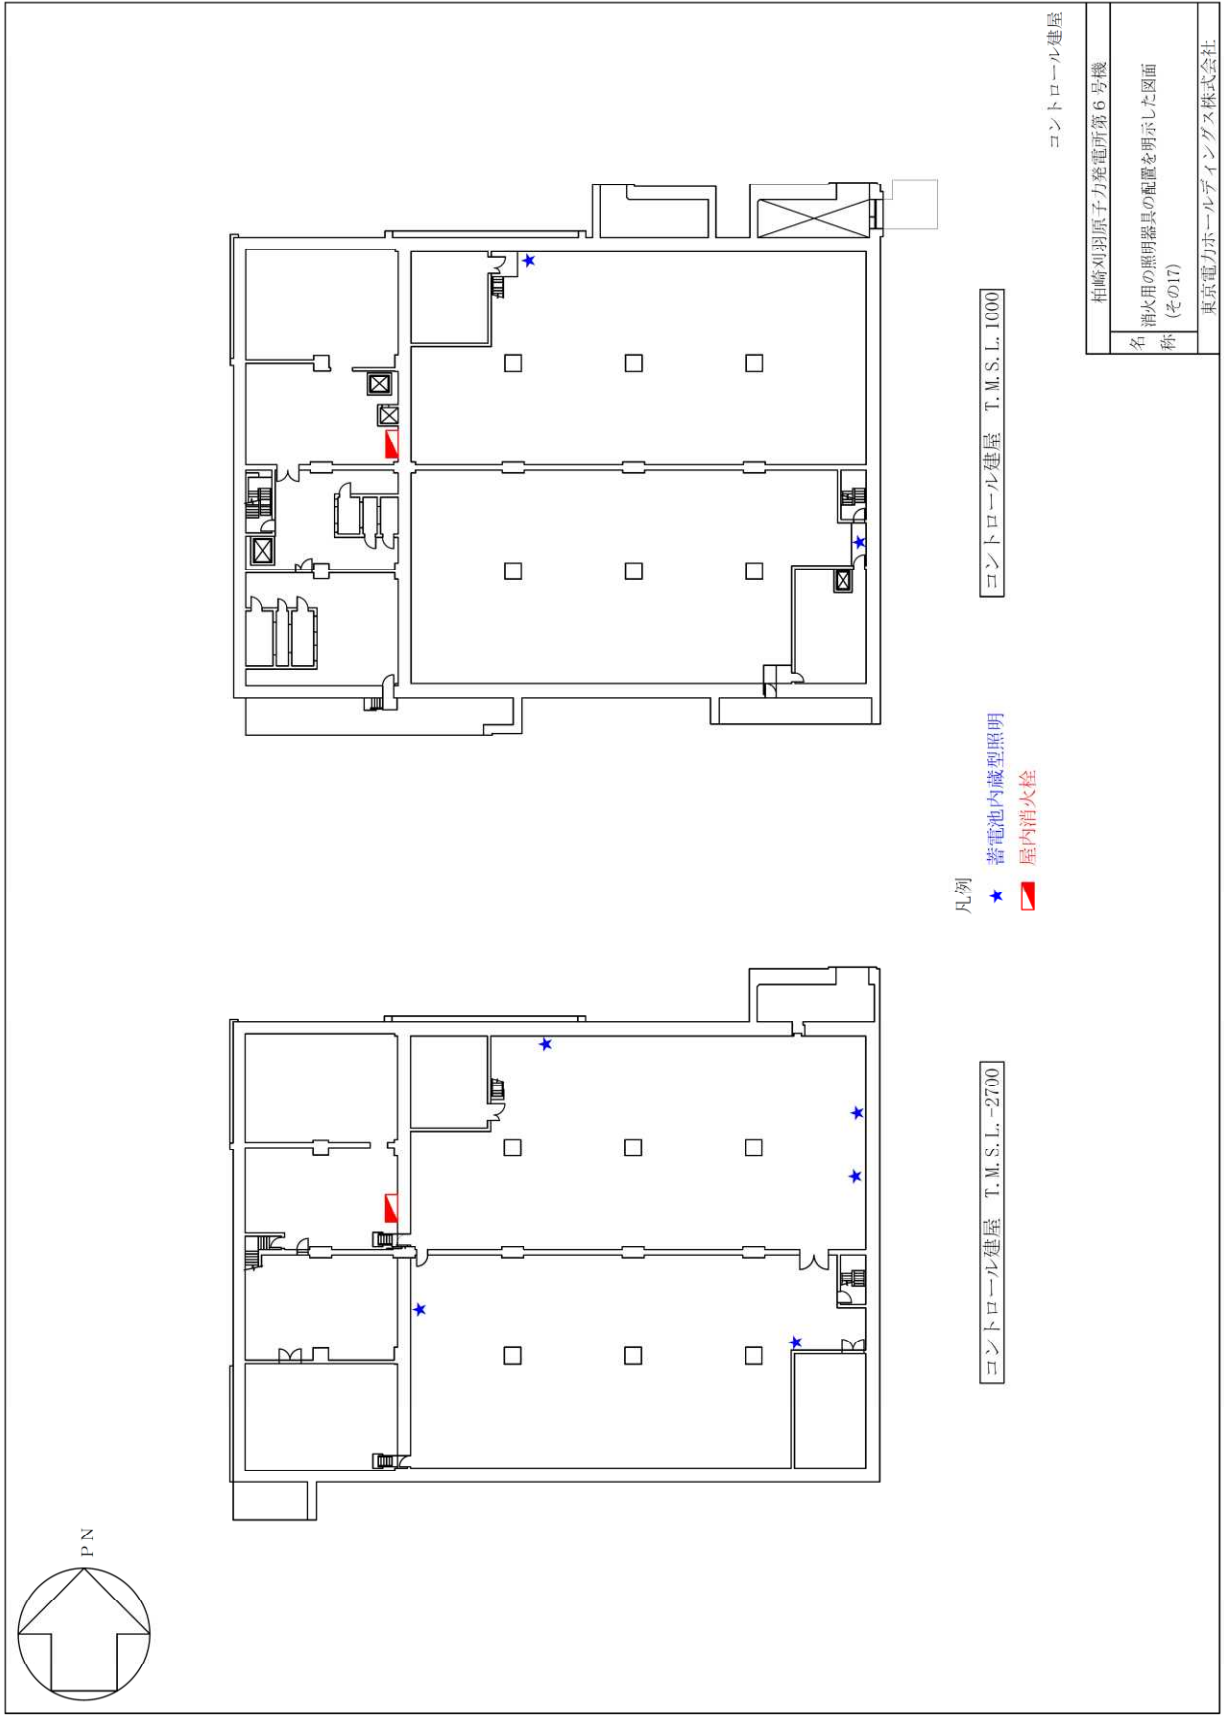 PN
コントロール建屋 T.M.S.L.-2700
コントロール建屋 T.M.S.L.1000
凡例
★ 蓄電池内蔵型照明
屋内消火栓
コントロール建屋
柏崎刈羽原子力発電所第6号機
名称
消火用の照明器具の配置を明示した図面
(その17)
東京電力ホールディングス株式会社